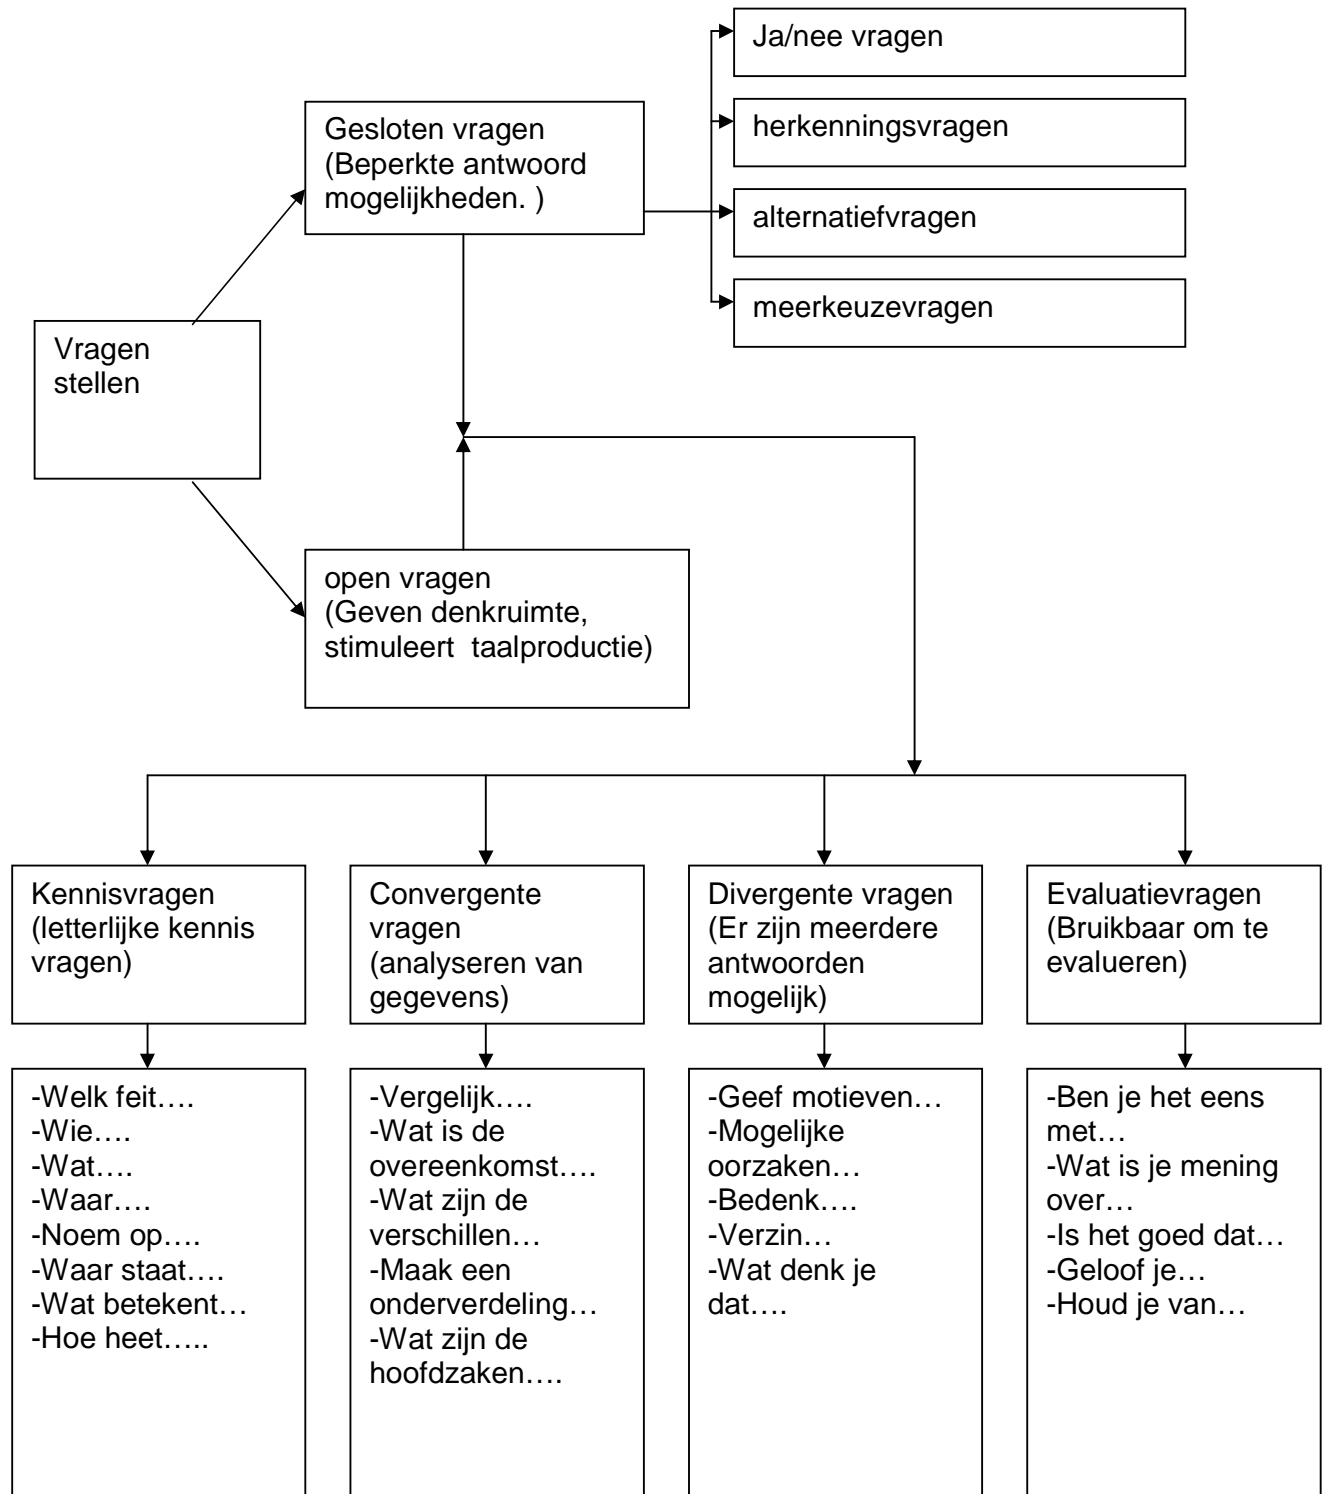 Ja/nee vragen
Gesloten vragen
(Beperkte antwoord
mogelijkheden. )
herkenningsvragen
alternatiefvragen
meerkeuzevragen
Vragen
stellen
open vragen
(Geven denkruimte,
stimuleert  taalproductie)
Kennisvragen
(letterlijke kennis
vragen)
Convergente
vragen
(analyseren van
gegevens)
Divergente vragen
(Er zijn meerdere
antwoorden
mogelijk)
Evaluatievragen
(Bruikbaar om te
evalueren)
-Welk feit….
-Wie….
-Wat….
-Waar….
-Noem op….
-Waar staat….
-Wat betekent…
-Hoe heet…..
-Vergelijk….
-Wat is de
overeenkomst….
-Wat zijn de
verschillen…
-Maak een
onderverdeling…
-Wat zijn de
hoofdzaken….
-Geef motieven…
-Mogelijke
oorzaken…
-Bedenk….
-Verzin…
-Wat denk je
dat….
-Ben je het eens
met…
-Wat is je mening
over…
-Is het goed dat…
-Geloof je…
-Houd je van…